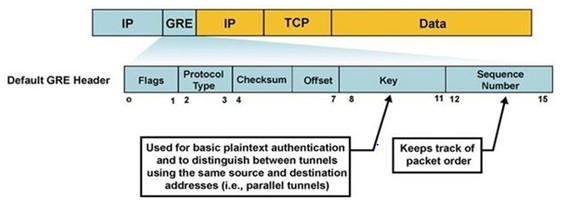 IP GRE IP TCP Data
Default GRE Header
Flags Protocol Type Checksum Offset Key Sequence Number
o 1 2 3 4 7 8 11 12 15
Used for basic plaintext authentication
and to distinguish between tunnels
using the same source and destination
addresses (i.e., parallel tunnels)
Keeps track of
packet order